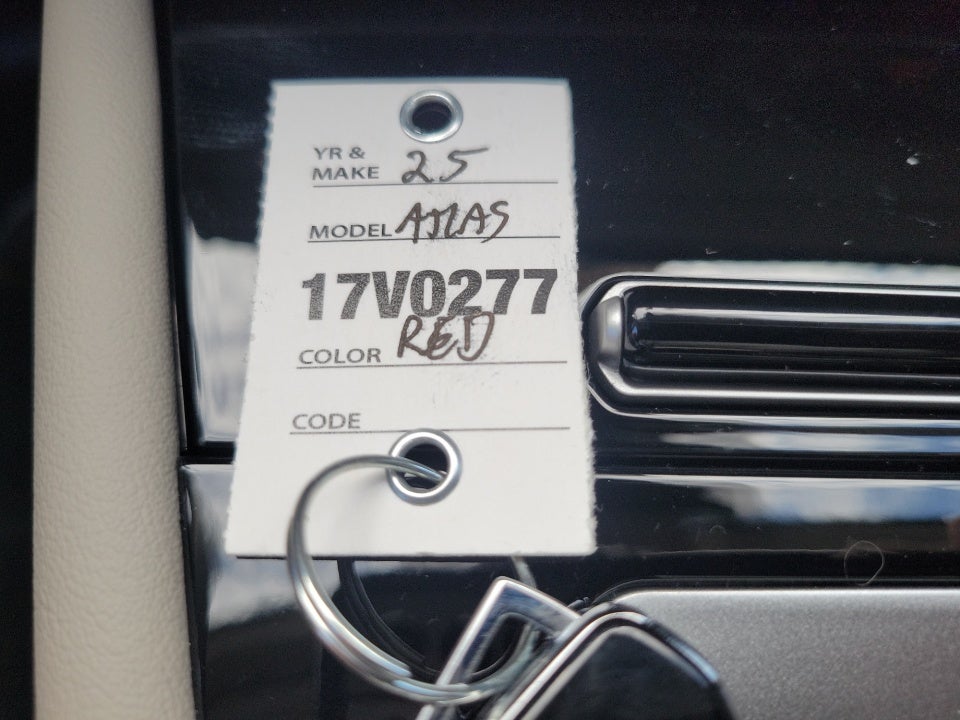 YR &
MAKE 25
MODEL ATLAS
17V0277
COLOR RED
CODE